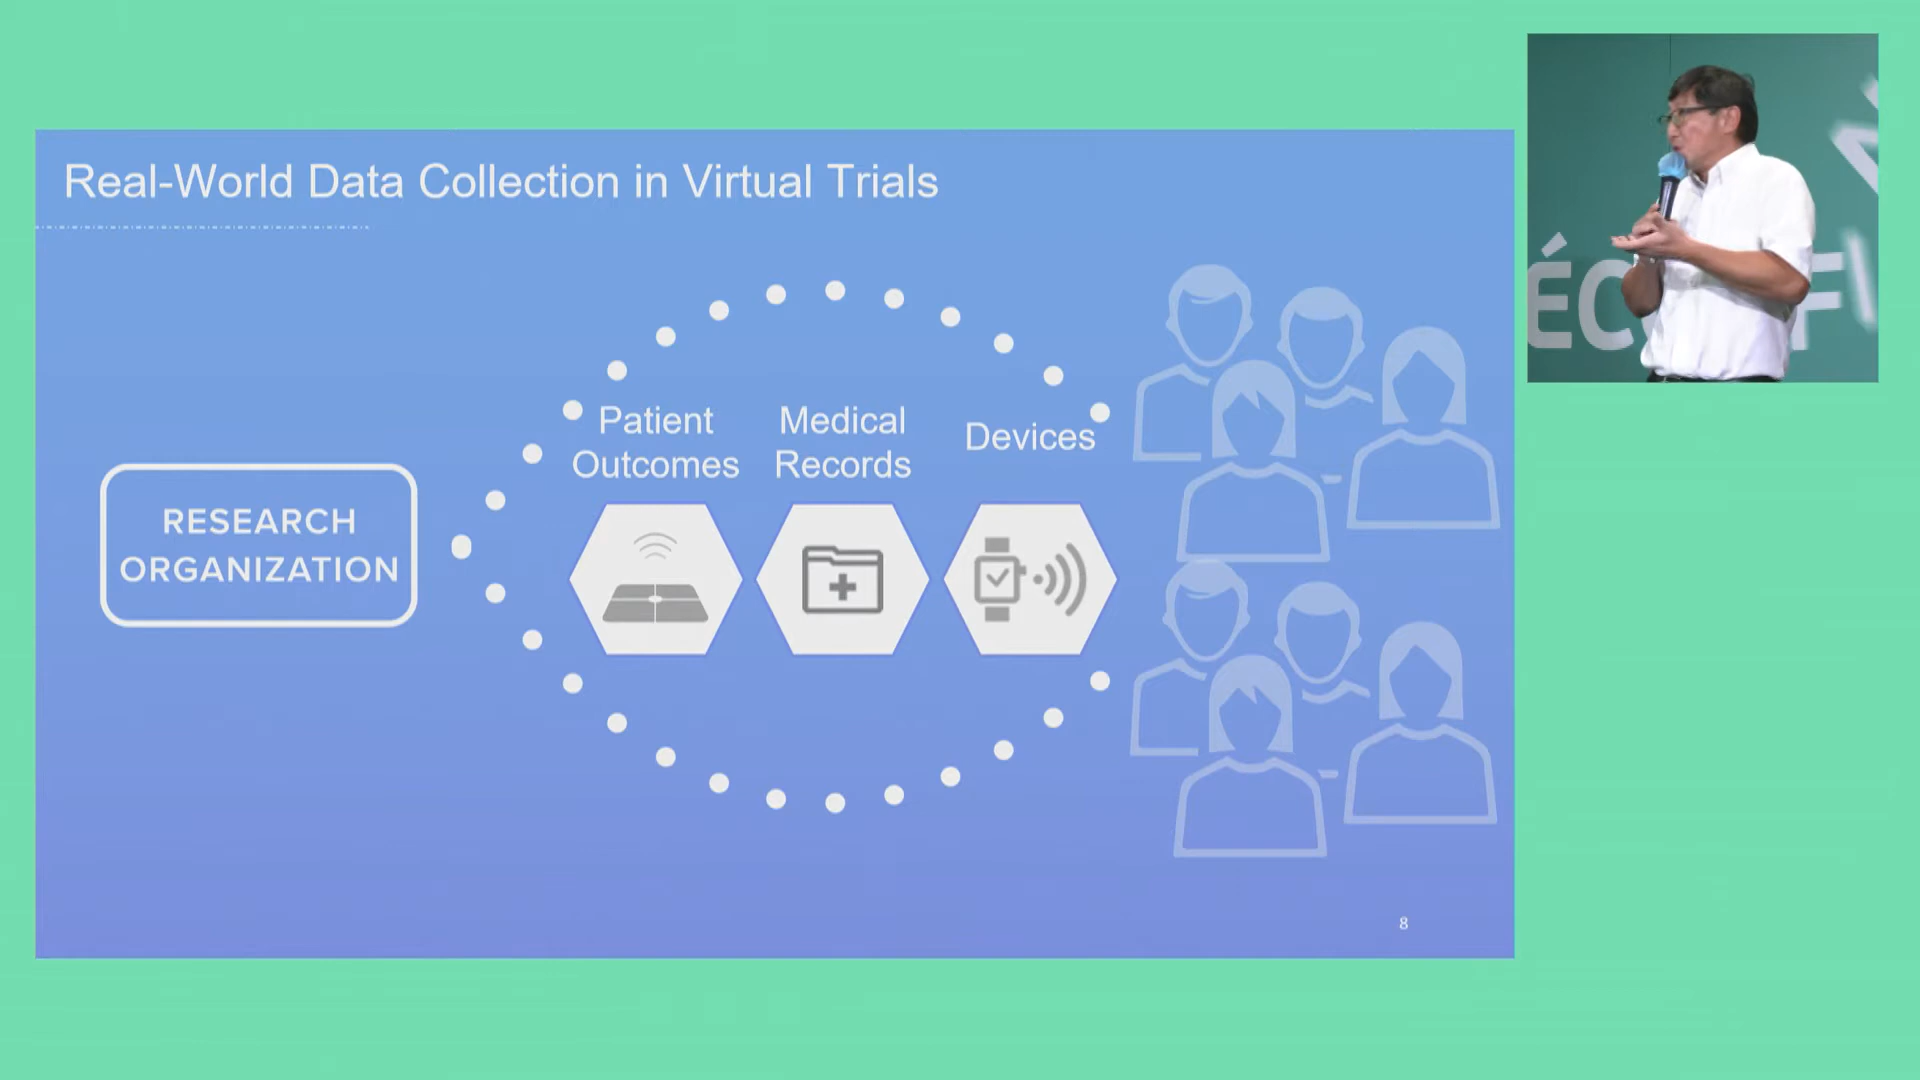 Real-World Data Collection in Virtual Trials
Patient
Outcomes
Medical
Records
Devices
RESEARCH
ORGANIZATION
8